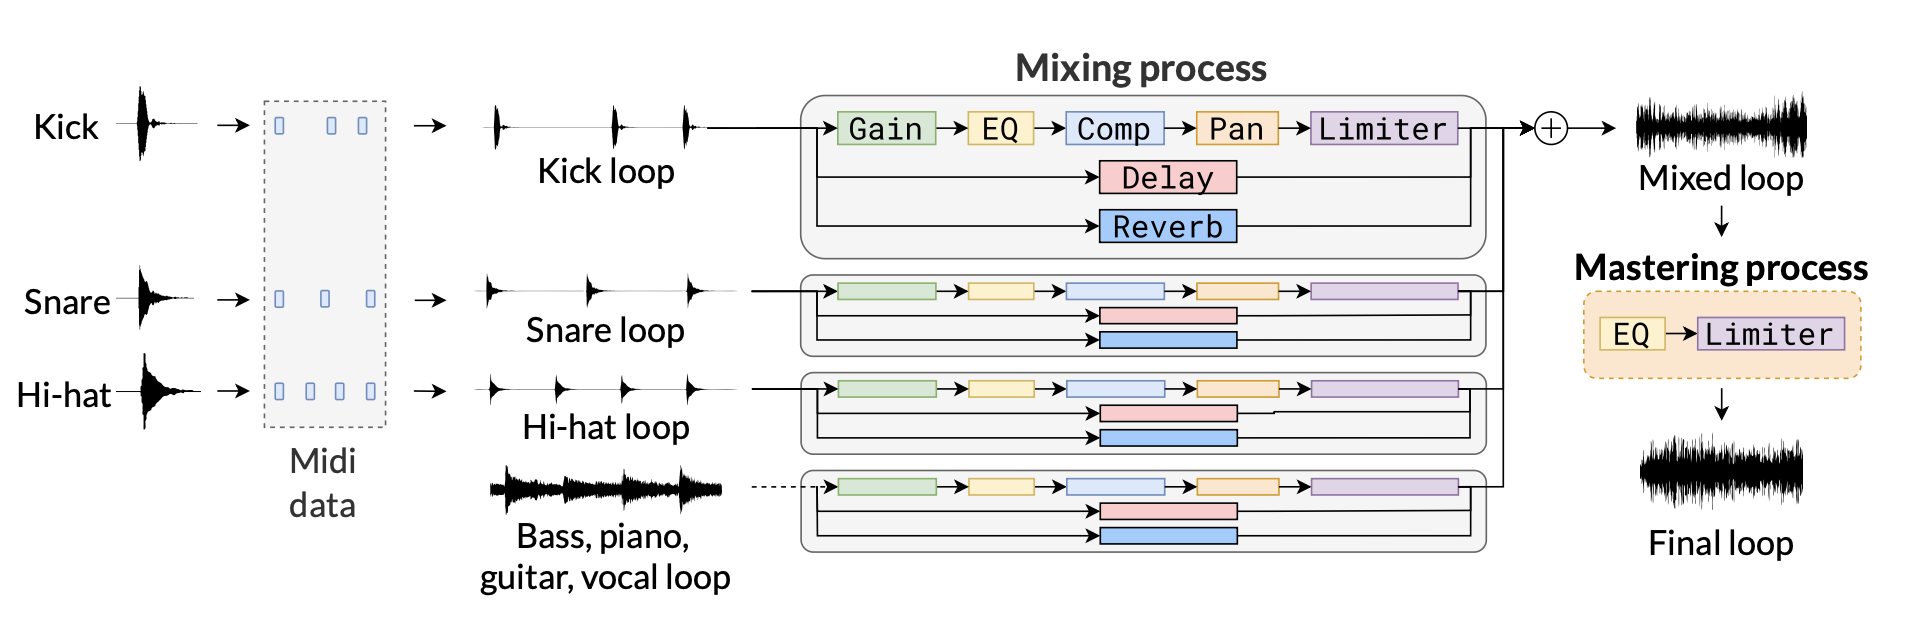 Mixing process
Kick
Kick loop
Gain
EQ
Comp
Pan
Limiter
Delay
Reverb
Mixed loop
Snare
Snare loop
Mastering process
EQ
Limiter
Hi-hat
Hi-hat loop
Midi
data
Bass, piano,
guitar, vocal loop
Final loop